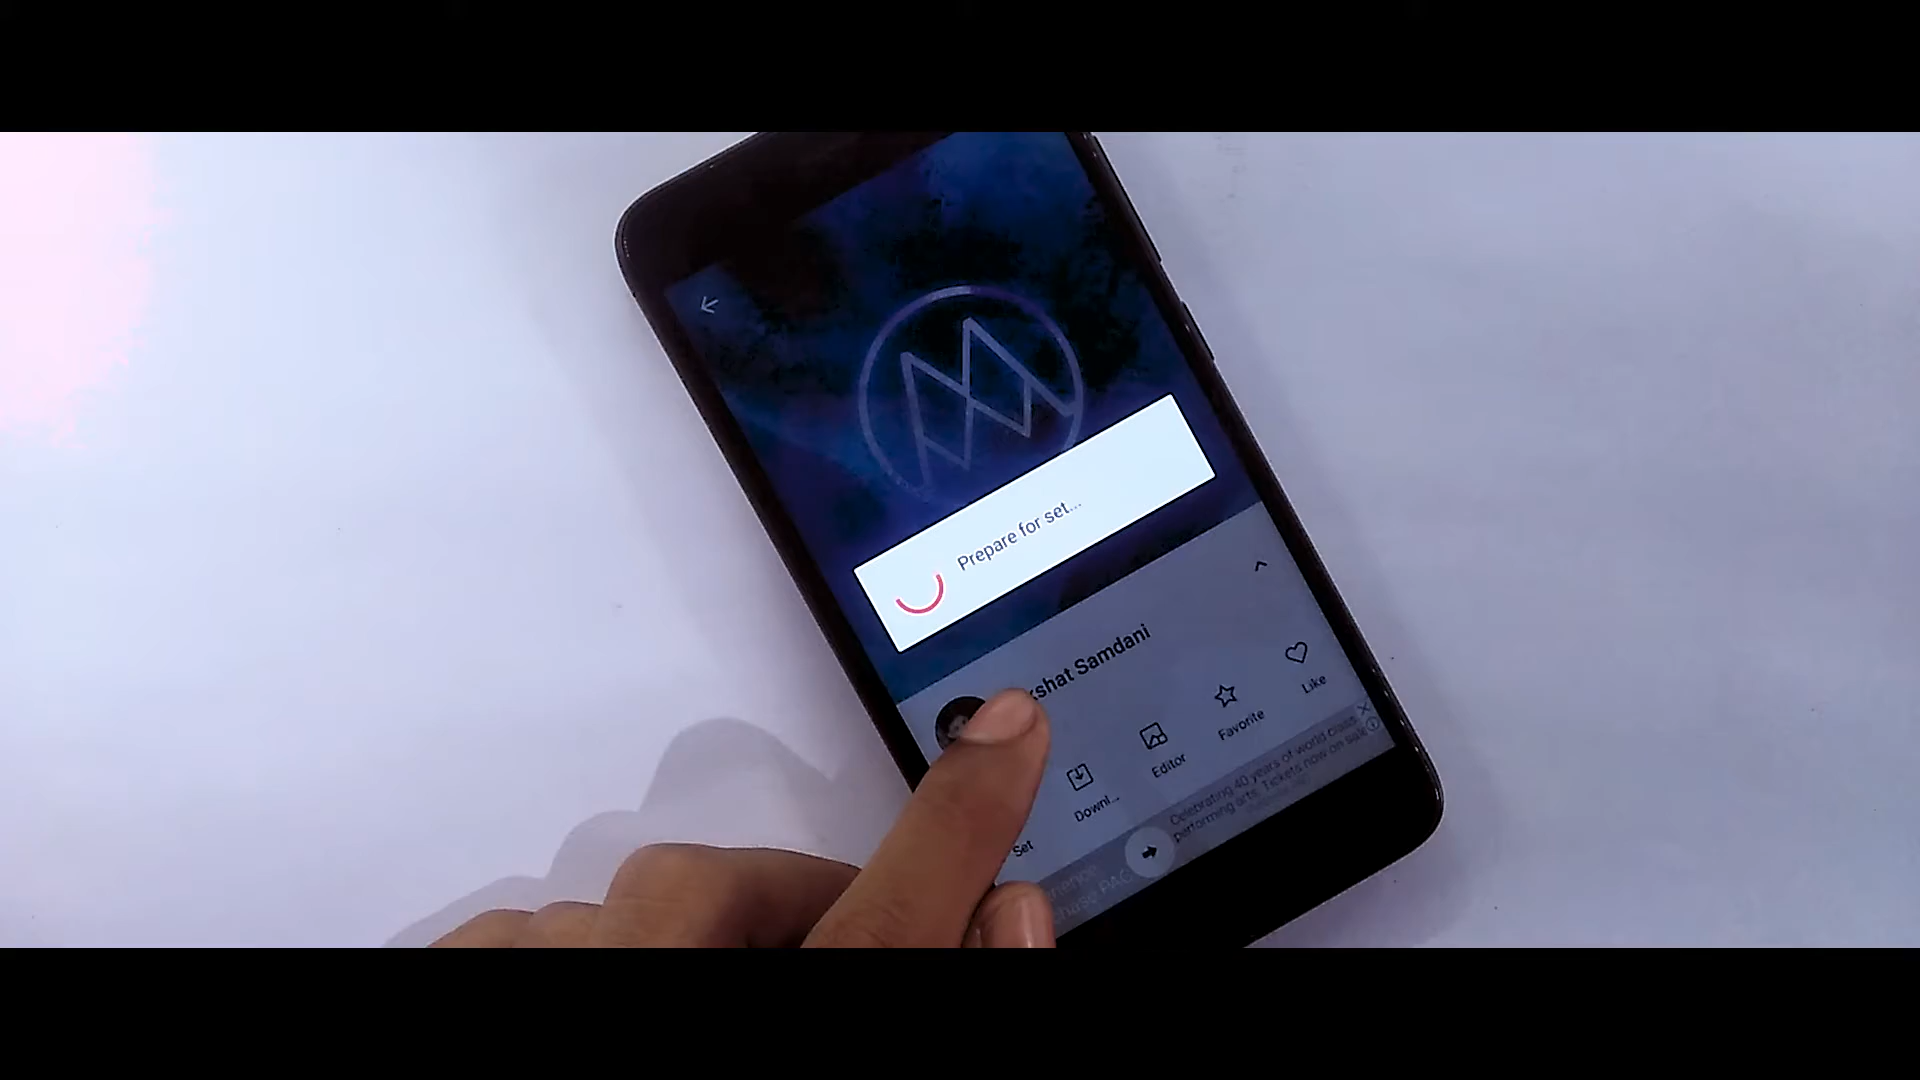 Prepare for set...
kshat Samdani
Like
Favorite
Editor
Downl...
Set
Celebrating 40 years of world class
performing arts. Tickets now on sale